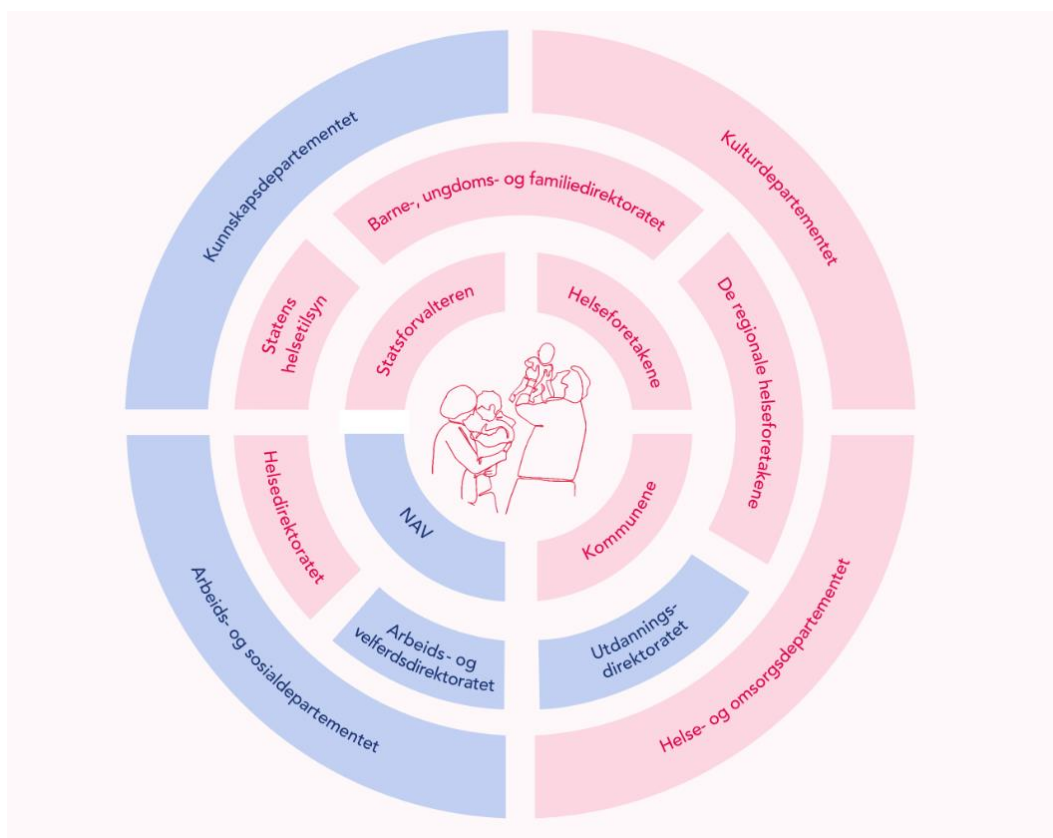 Kunnskapsdepartementet
Kulturdepartementet
Barne-, ungdoms- og familiedirektoratet
Statens
helsetilsyn
Statsforvalteren
Helseforetakene
De regionale helseforetakene
Helsedirektoratet
NAV
Kommunene
Arbeids- og
velferdsdirektoratet
Utdannings-
direktoratet
Arbeids- og sosialdepartementet
Helse- og omsorgsdepartementet